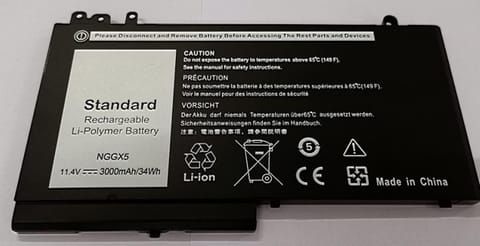 Please Disconnect and Remove Battery Before Accessing The Rest Parts and Devices.
CAUTION
Do not expose the battery to temperatures above 65℃ (149 F).
See the manual for safety instructions.
PRÉCAUTION
Ne pas soumettre la batterie à des températures supérieures à 65℃(149 F).
Voir le manuel pour des instructions de sécurité.
VORSICHT
Der Akku darf niemals Temperaturen über65℃ ausgesetzt werden.
Sicherheitsanweisungen finden Sie im Handbuch.
Standard
Rechargeable
Li-Polymer Battery
NGGX5
11.4V 3000mAh/34Wh
Li-ion
5
CE
Made in China